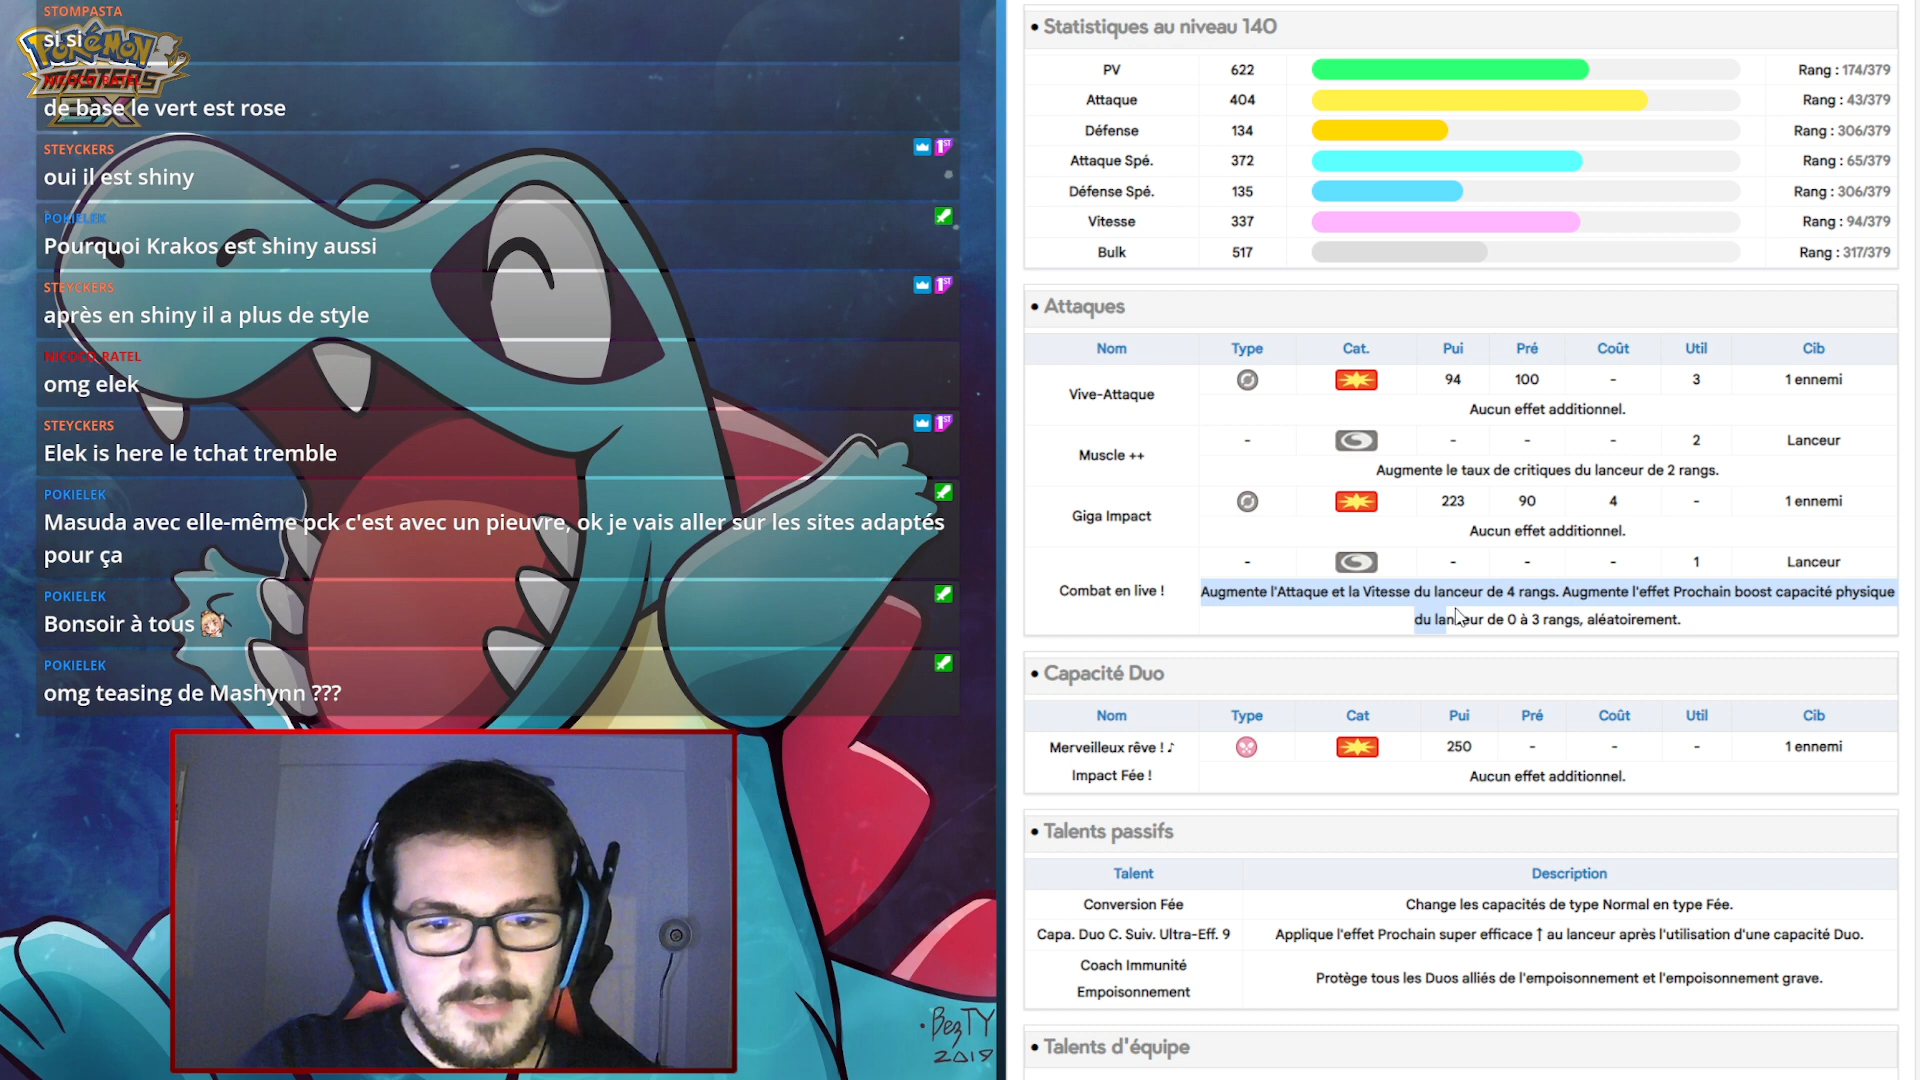 STOMPASTA
si si
POKÉMON
MASTERS
EX
NICOCO RATEL
de base le vert est rose
STEYCKERS
1ST
oui il est shiny
POKIELEK
Pourquoi Krakos est shiny aussi
STEYCKERS
1ST
après en shiny il a plus de style
NICOCO RATEL
omg elek
STEYCKERS
1ST
Elek is here le tchat tremble
POKIELEK
Masuda avec elle-même pck c'est avec un pieuvre, ok je vais aller sur les sites adaptés
pour ça
POKIELEK
Bonsoir à tous
POKIELEK
omg teasing de Mashynn ???
BezTY
2019
• Statistiques au niveau 140
PV 622 Rang : 174/379
Attaque 404 Rang : 43/379
Défense 134 Rang : 306/379
Attaque Spé. 372 Rang : 65/379
Défense Spé. 135 Rang : 306/379
Vitesse 337 Rang : 94/379
Bulk 517 Rang : 317/379
• Attaques
Nom Type Cat. Pui Pré Coût Util Cib
Vive-Attaque 94 100 - 3 1 ennemi
Aucun effet additionnel.
Muscle ++ - - - - 2 Lanceur
Augmente le taux de critiques du lanceur de 2 rangs.
Giga Impact 223 90 4 - 1 ennemi
Aucun effet additionnel.
Combat en live ! - - - - 1 Lanceur
Augmente l'Attaque et la Vitesse du lanceur de 4 rangs. Augmente l'effet Prochain boost capacité physique
du lanceur de 0 à 3 rangs, aléatoirement.
• Capacité Duo
Nom Type Cat Pui Pré Coût Util Cib
Merveilleux rêve ! ♪ 250 - - - 1 ennemi
Impact Fée !
Aucun effet additionnel.
• Talents passifs
Talent Description
Conversion Fée Change les capacités de type Normal en type Fée.
Capa. Duo C. Suiv. Ultra-Eff. 9 Applique l'effet Prochain super efficace ↑ au lanceur après l'utilisation d'une capacité Duo.
Coach Immunité
Empoisonnement
Protège tous les Duos alliés de l'empoisonnement et l'empoisonnement grave.
• Talents d'équipe